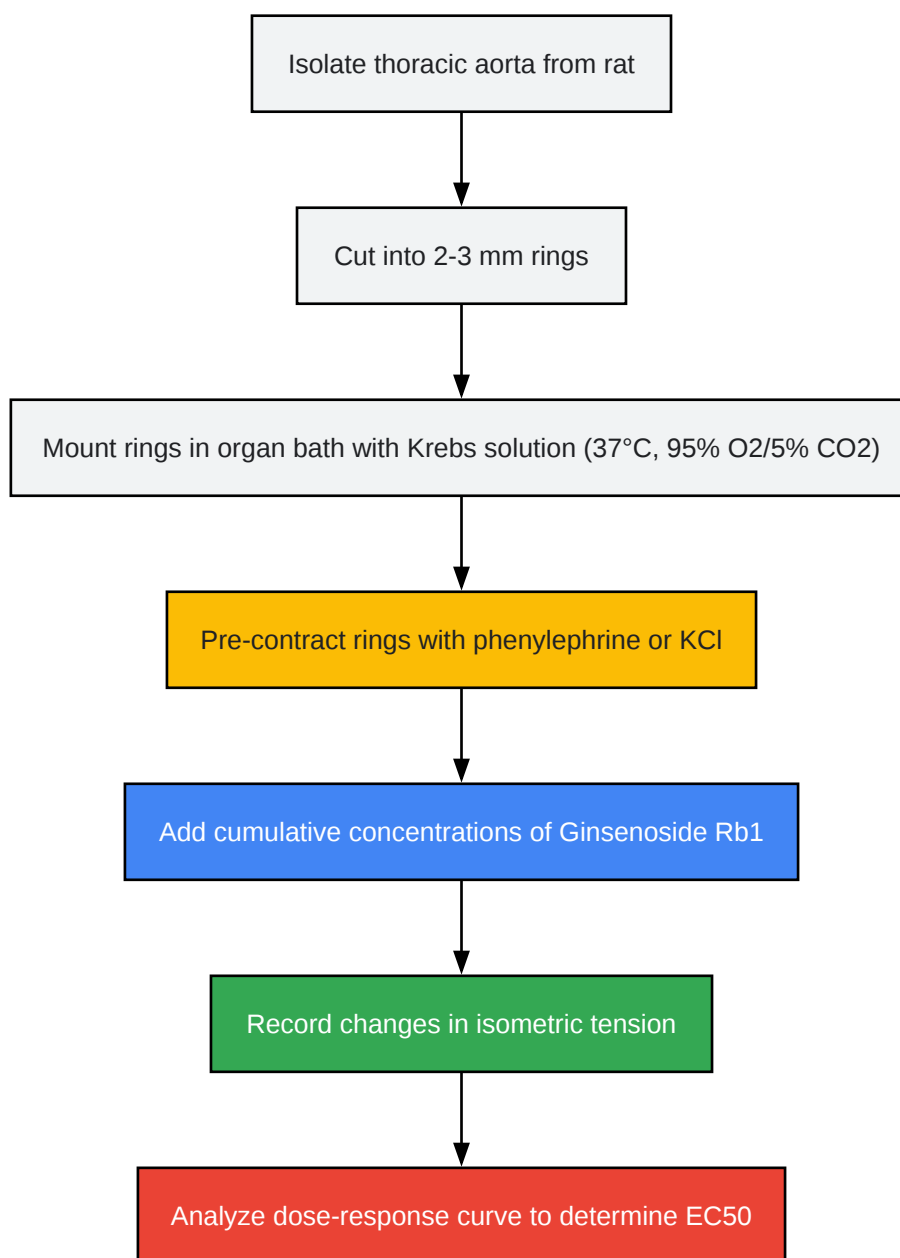 Isolate thoracic aorta from rat
Cut into 2-3 mm rings
Mount rings in organ bath with Krebs solution (37°C, 95% O2/5% CO2)
Pre-contract rings with phenylephrine or KCl
Add cumulative concentrations of Ginsenoside Rb1
Record changes in isometric tension
Analyze dose-response curve to determine EC50